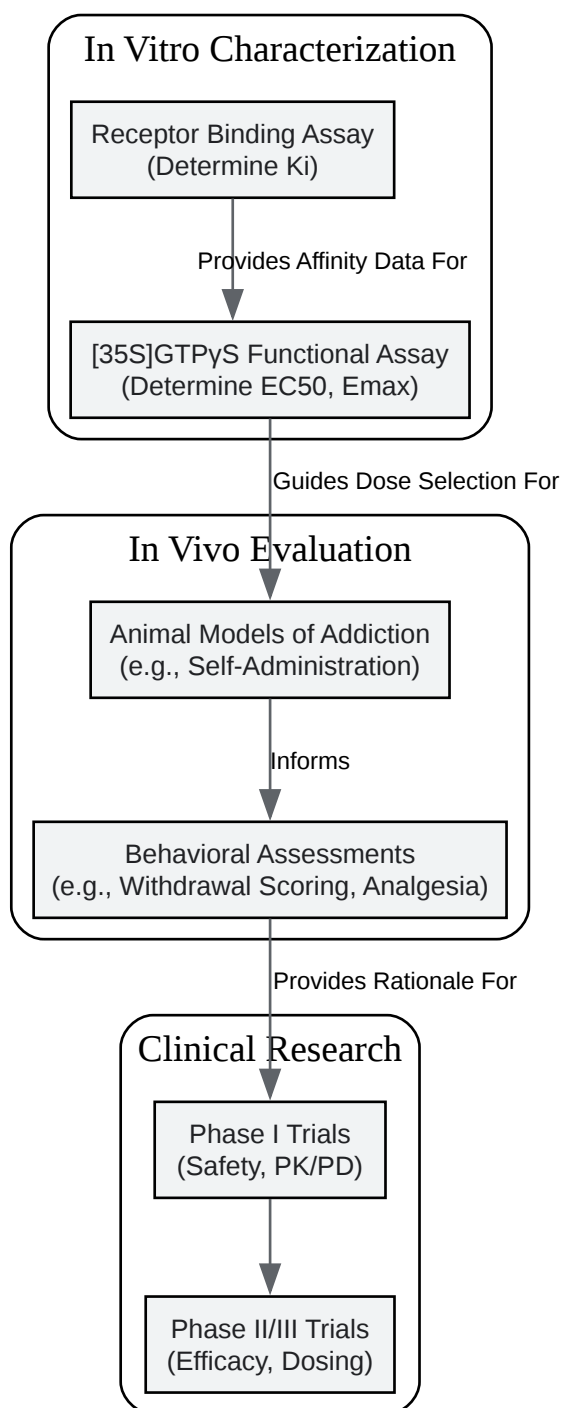 In Vitro Characterization
Receptor Binding Assay
(Determine Ki)
Provides Affinity Data For
[35S]GTPγS Functional Assay
(Determine EC50, Emax)
Guides Dose Selection For
In Vivo Evaluation
Animal Models of Addiction
(e.g., Self-Administration)
Informs
Behavioral Assessments
(e.g., Withdrawal Scoring, Analgesia)
Provides Rationale For
Clinical Research
Phase I Trials
(Safety, PK/PD)
Phase II/III Trials
(Efficacy, Dosing)